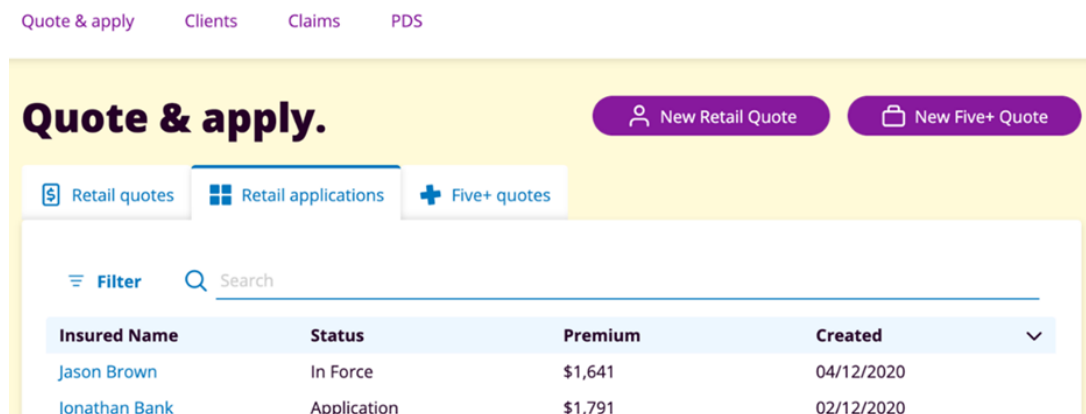 Quote & apply Clients Claims PDS
Quote & apply.
New Retail Quote New Five+ Quote
Retail quotes Retail applications Five+ quotes
Filter Search
Insured Name Status Premium Created
Jason Brown In Force $1,641 04/12/2020
Jonathan Bank Application $1,791 02/12/2020